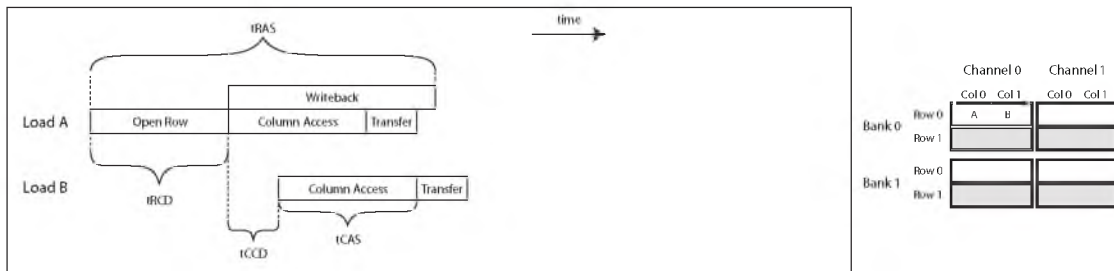 tRAS
time
Writeback
Load A
Open Row
Column Access
Transfer
tRCD
Load B
Column Access
Transfer
tCCD
tCAS
Channel 0
Channel 1
Col 0 Col 1
Col 0 Col 1
Bank 0
Row 0
A
B
Row 1
Bank 1
Row 0
Row 1